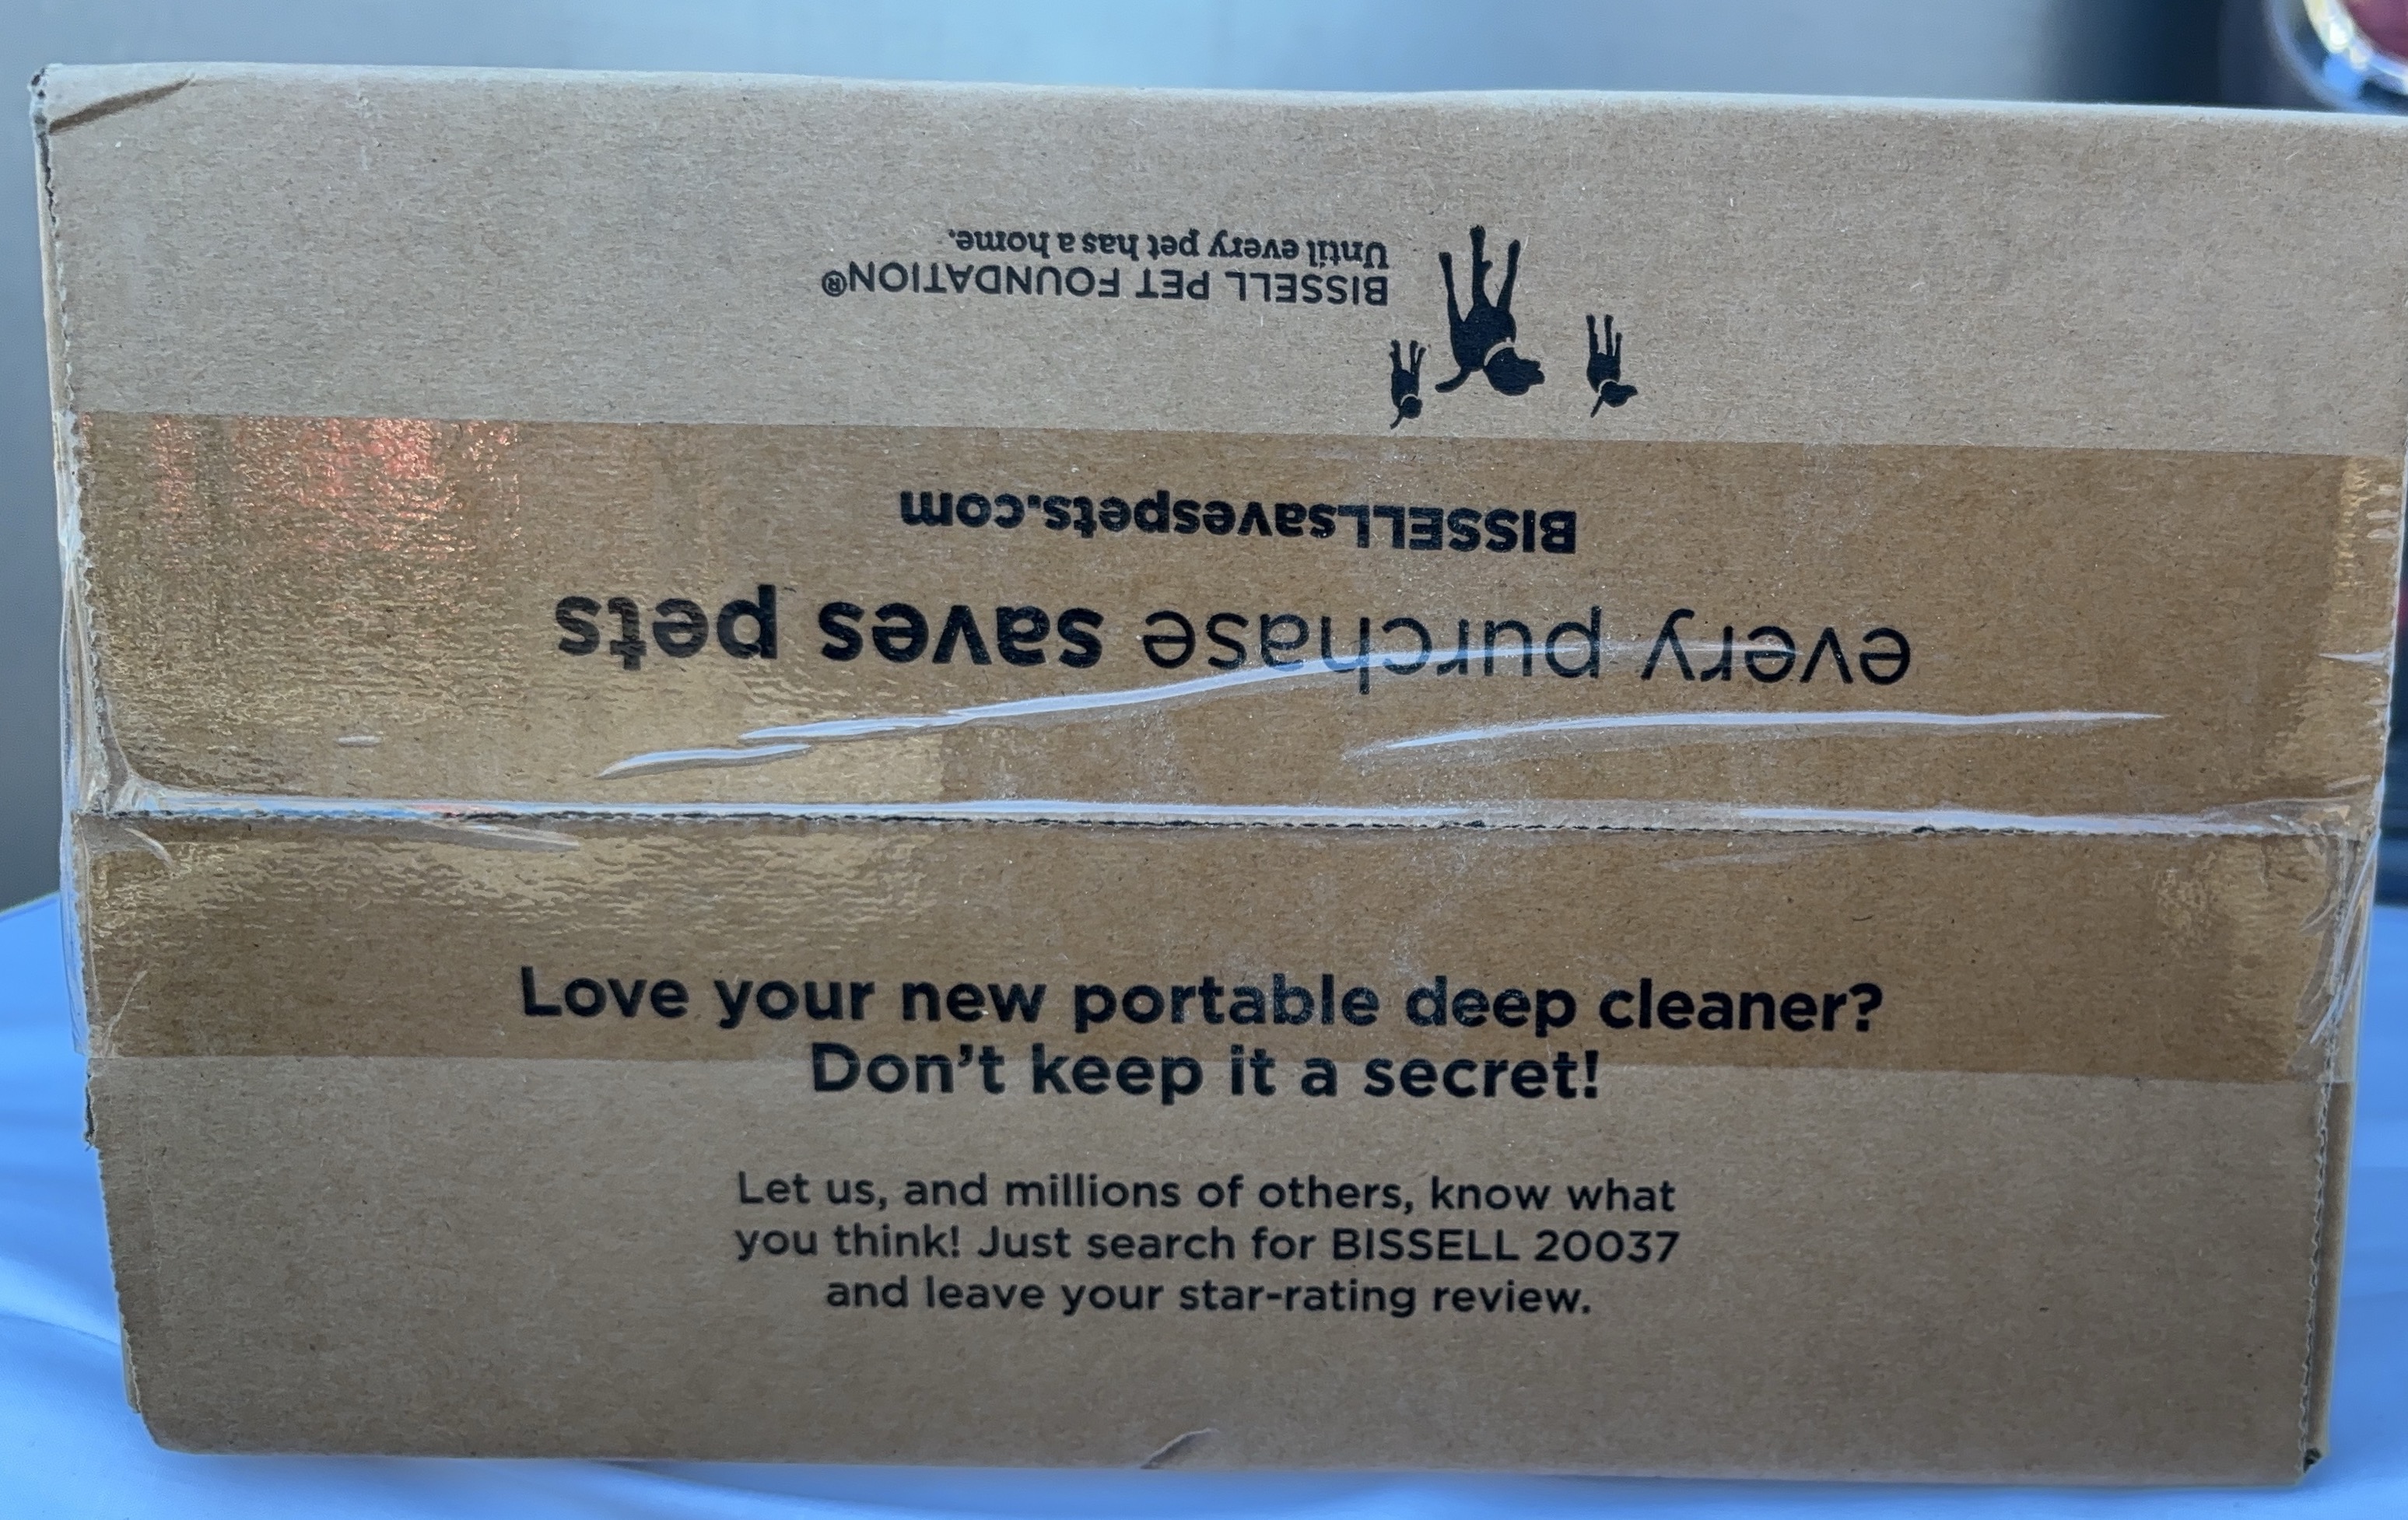 every purchase saves pets
BISSELLsavespets.com
BISSELL PET FOUNDATION®
Until every pet has a home.
Love your new portable deep cleaner?
Don't keep it a secret!
Let us, and millions of others, know what
you think! Just search for BISSELL 20037
and leave your star-rating review.